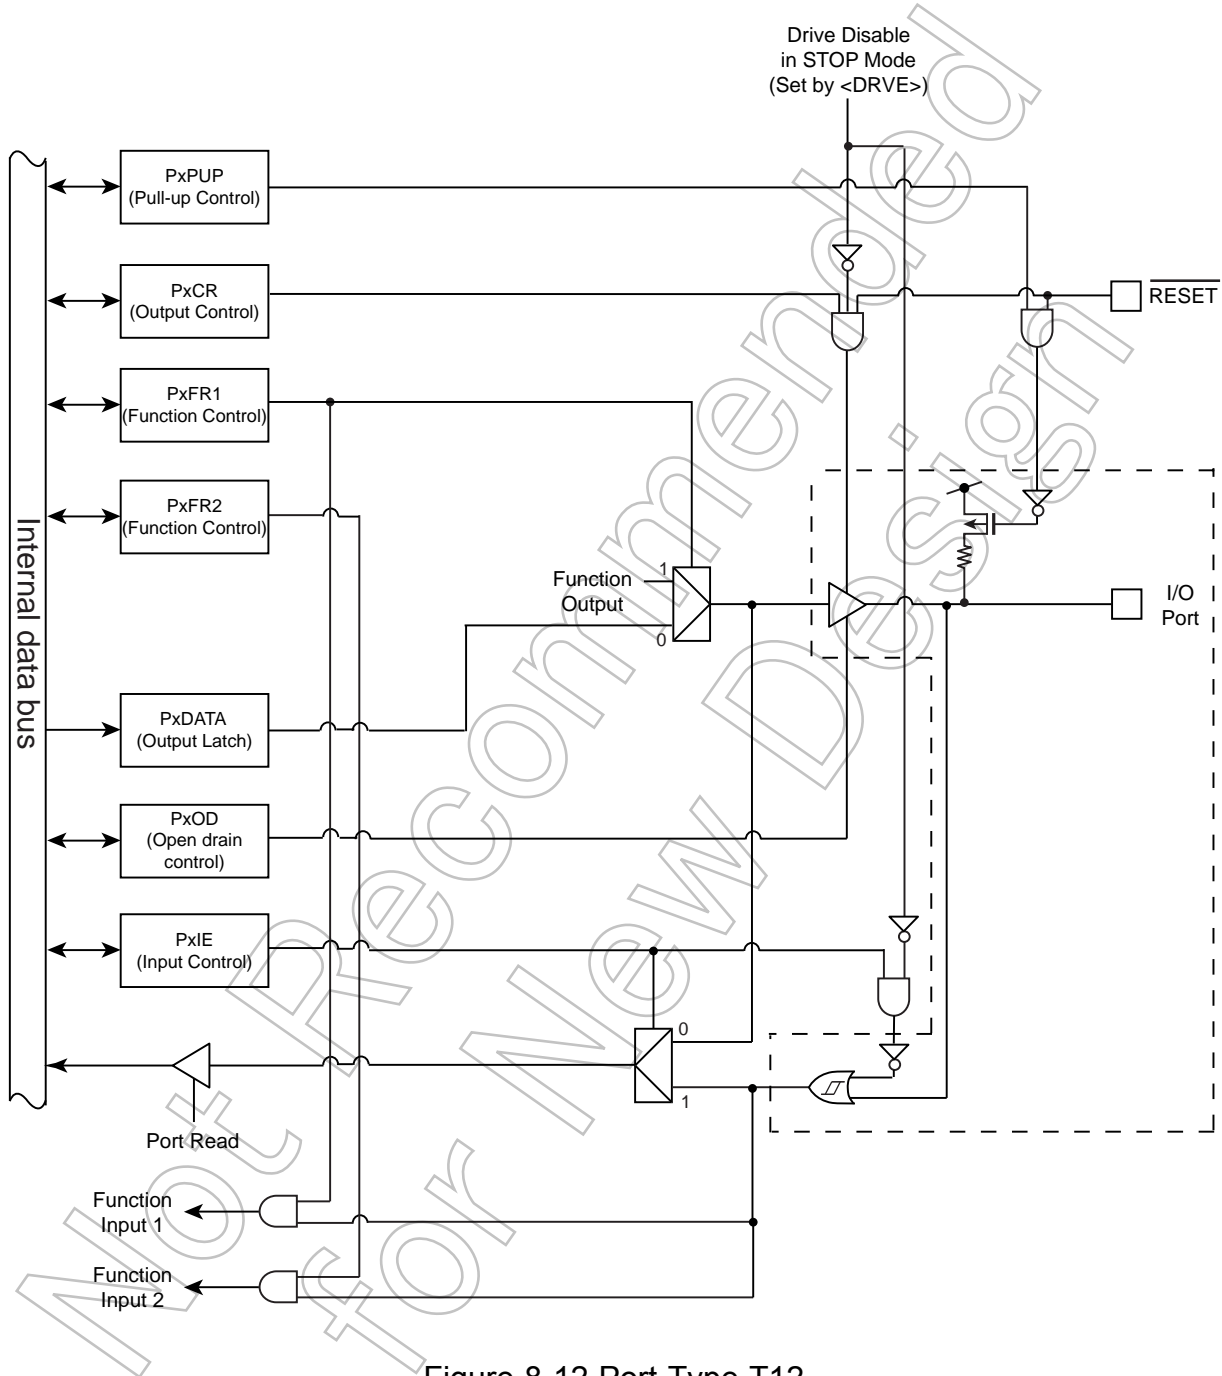 Drive Disable
in STOP Mode
(Set by <DRVE>)
PxPUP
(Pull-up Control)
PxCR
(Output Control)
RESET
PxFR1
(Function Control)
PxFR2
(Function Control)
Internal data bus
1
Function
Output
0
I/O
Port
PxDATA
(Output Latch)
PxOD
(Open drain
control)
PxIE
(Input Control)
0
1
Port Read
Function
Input 1
Function
Input 2
Not Recommended
for New Design
Figure 8-12 Port Type T12